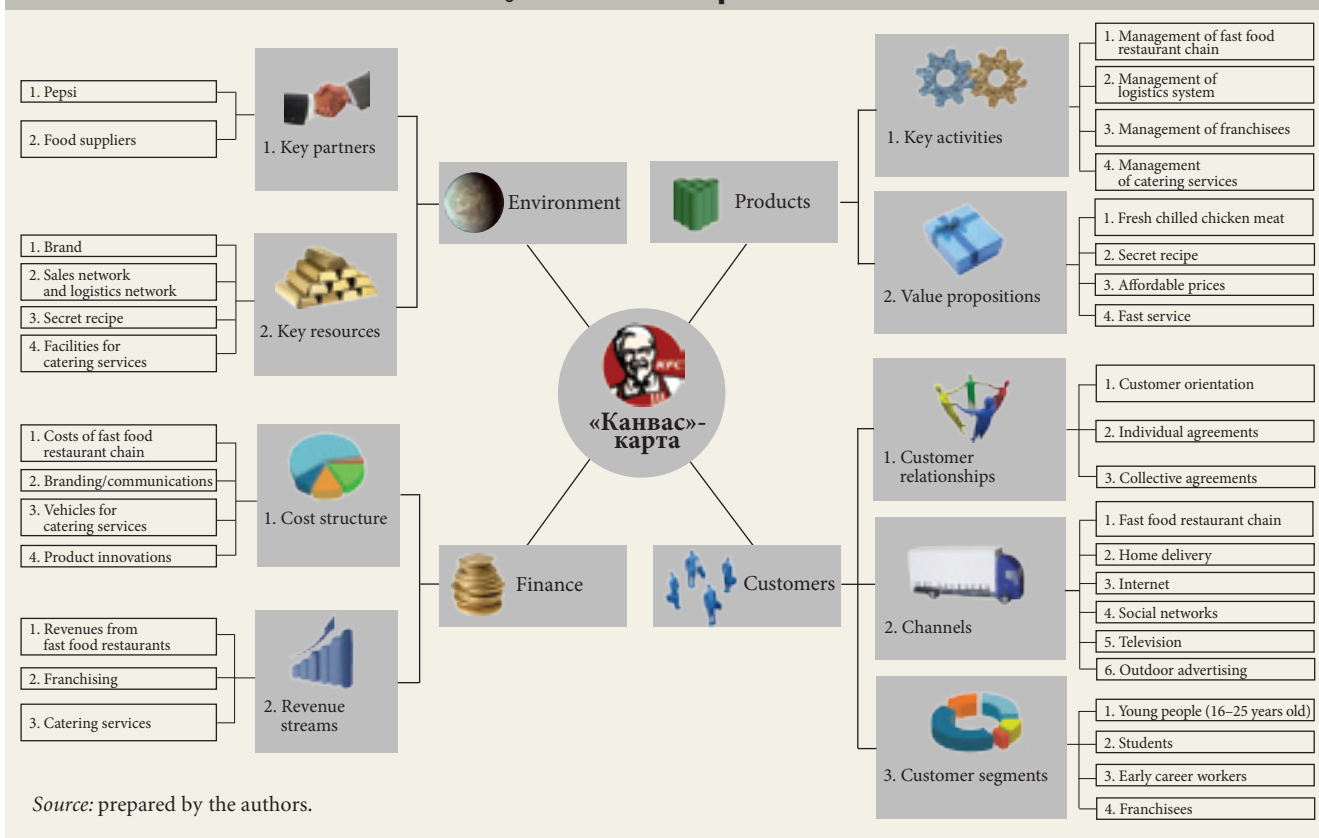 1. Pepsi
2. Food suppliers
1. Key partners
1. Brand
2. Sales network
and logistics network
3. Secret recipe
4. Facilities for
catering services
2. Key resources
Environment
Products
1. Key activities
1. Management of fast food
restaurant chain
2. Management of
logistics system
3. Management of franchisees
4. Management
of catering services
2. Value propositions
1. Fresh chilled chicken meat
2. Secret recipe
3. Affordable prices
4. Fast service
KFC
«Канвас»-
карта
1. Costs of fast food
restaurant chain
2. Branding/communications
3. Vehicles for
catering services
4. Product innovations
1. Cost structure
1. Revenues from
fast food restaurants
2. Franchising
3. Catering services
2. Revenue
streams
Finance
Customers
1. Customer
relationships
1. Customer orientation
2. Individual agreements
3. Collective agreements
2. Channels
1. Fast food restaurant chain
2. Home delivery
3. Internet
4. Social networks
5. Television
6. Outdoor advertising
3. Customer segments
1. Young people (16–25 years old)
2. Students
3. Early career workers
4. Franchisees
Source: prepared by the authors.